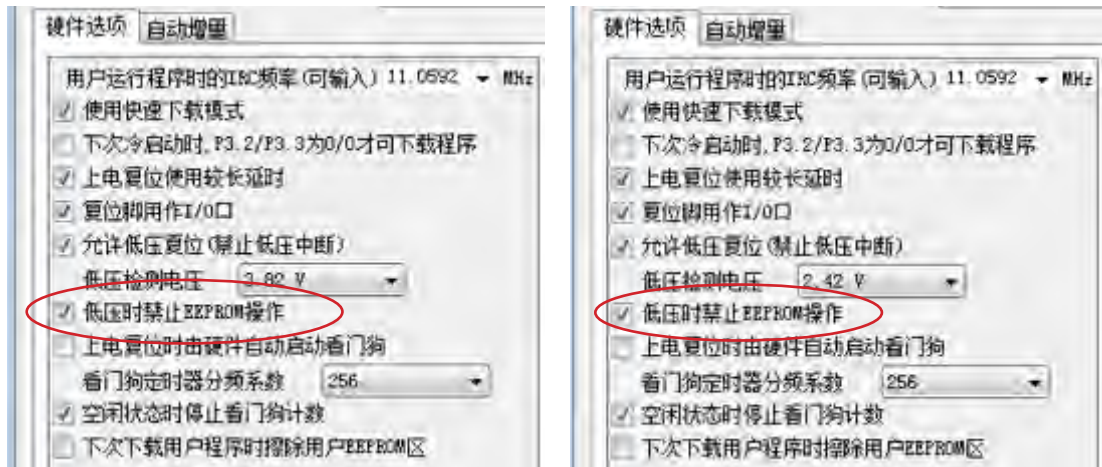 硬件选项 自动增量
用户运行程序时的IRC频率(可输入) 11.0592 MHz
使用快速下载模式
下次冷启动时,P3.2/P3.3为0/0才可下载程序
上电复位使用较长延时
复位脚用作I/O口
允许低压复位(禁止低压中断)
低压检测电压 3.82 V
低压时禁止EEPROM操作
上电复位时由硬件自动启动看门狗
看门狗定时器分频系数 256
空闲状态时停止看门狗计数
下次下载用户程序时擦除用户EEPROM区
硬件选项 自动增量
用户运行程序时的IRC频率(可输入) 11.0592 MHz
使用快速下载模式
下次冷启动时,P3.2/P3.3为0/0才可下载程序
上电复位使用较长延时
复位脚用作I/O口
允许低压复位(禁止低压中断)
低压检测电压 2.42 V
低压时禁止EEPROM操作
上电复位时由硬件自动启动看门狗
看门狗定时器分频系数 256
空闲状态时停止看门狗计数
下次下载用户程序时擦除用户EEPROM区